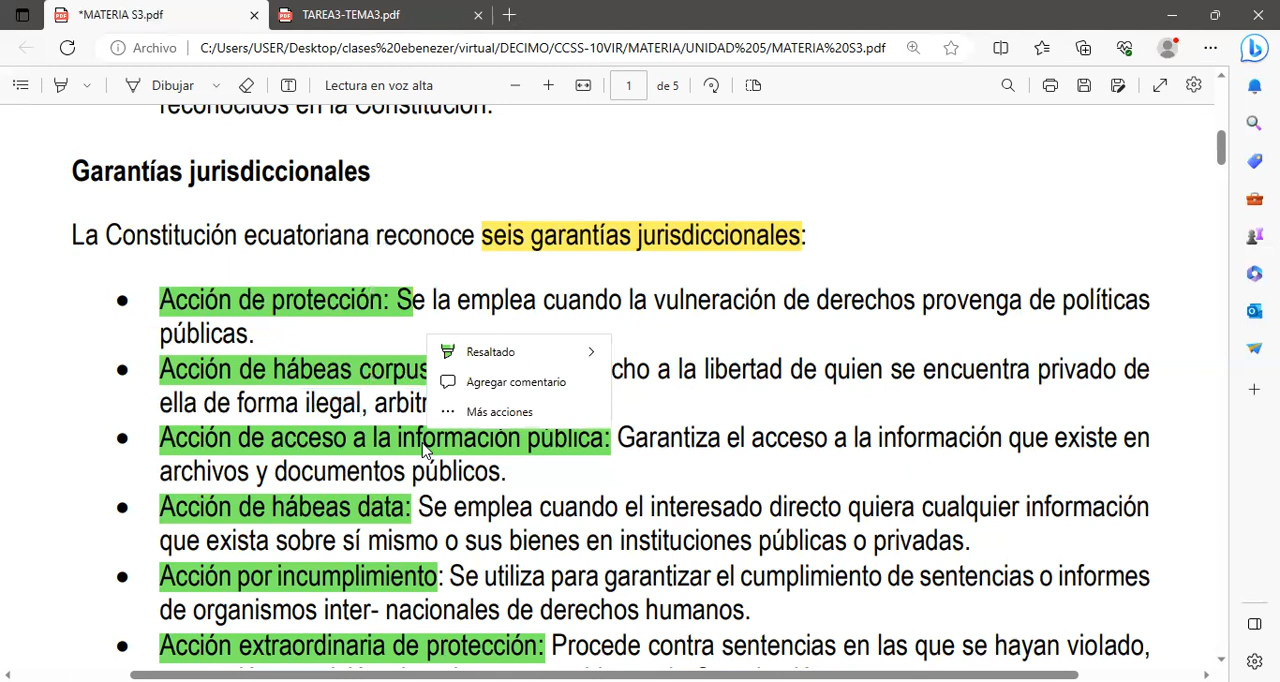 *MATERIA S3.pdf
TAREA3-TEMA3.pdf
Archivo
C:/Users/USER/Desktop/clases%20ebenezer/virtual/DECIMO/CCSS-10VIR/MATERIA/UNIDAD%205/MATERIA%20S3.pdf
Dibujar
Lectura en voz alta
1 de 5
reconocidos en la Constitución.
Garantías jurisdiccionales
La Constitución ecuatoriana reconoce seis garantías jurisdiccionales:
• Acción de protección: Se la emplea cuando la vulneración de derechos provenga de políticas
públicas.
• Acción de hábeas corpus
cho a la libertad de quien se encuentra privado de
ella de forma ilegal,
Resaltado
Agregar comentario
Más acciones
• Acción de acceso a la información pública: Garantiza el acceso a la información que existe en
archivos y documentos públicos.
• Acción de hábeas data: Se emplea cuando el interesado directo quiera cualquier información
que exista sobre sí mismo o sus bienes en instituciones públicas o privadas.
• Acción por incumplimiento: Se utiliza para garantizar el cumplimiento de sentencias o informes
de organismos inter- nacionales de derechos humanos.
• Acción extraordinaria de protección: Procede contra sentencias en las que se hayan violado,